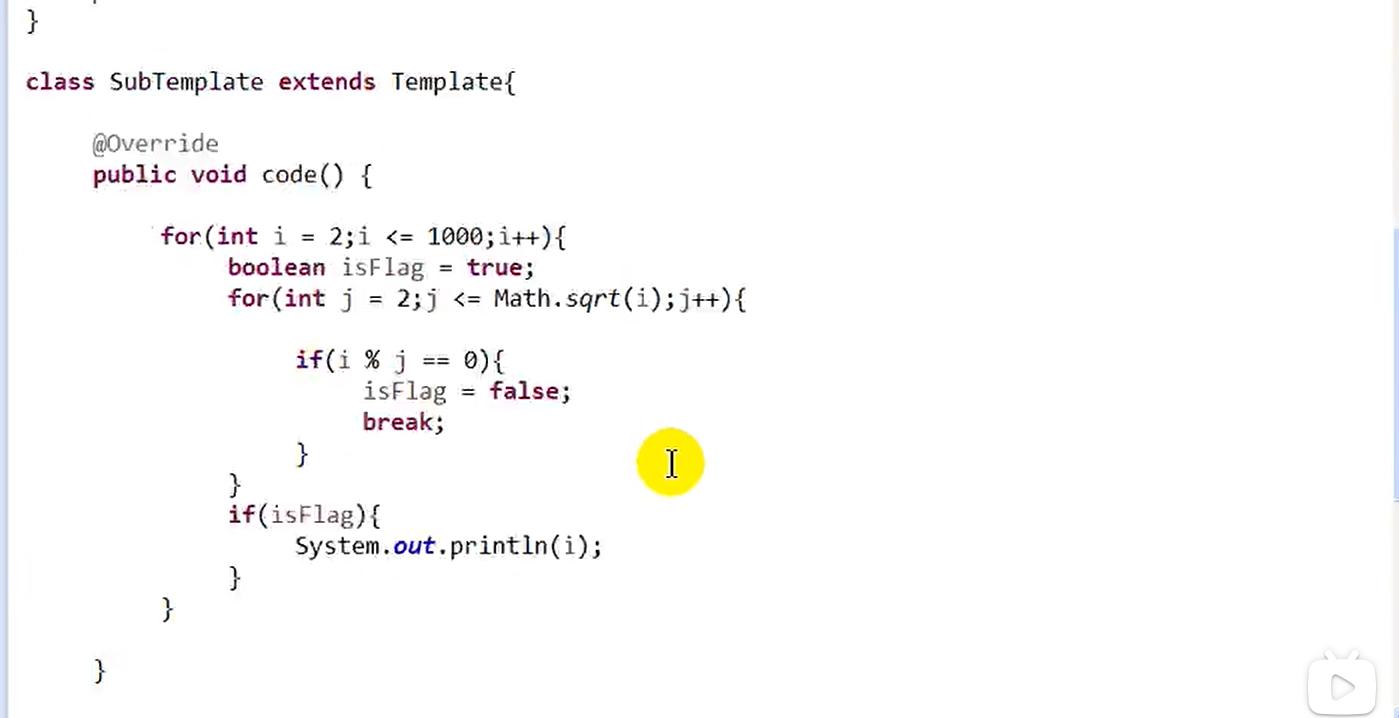 }
class SubTemplate extends Template{
@Override
public void code() {
for(int i = 2;i <= 1000;i++){
boolean isFlag = true;
for(int j = 2;j <= Math.sqrt(i);j++){
if(i % j == 0){
isFlag = false;
break;
}
}
if(isFlag){
System.out.println(i);
}
}
}